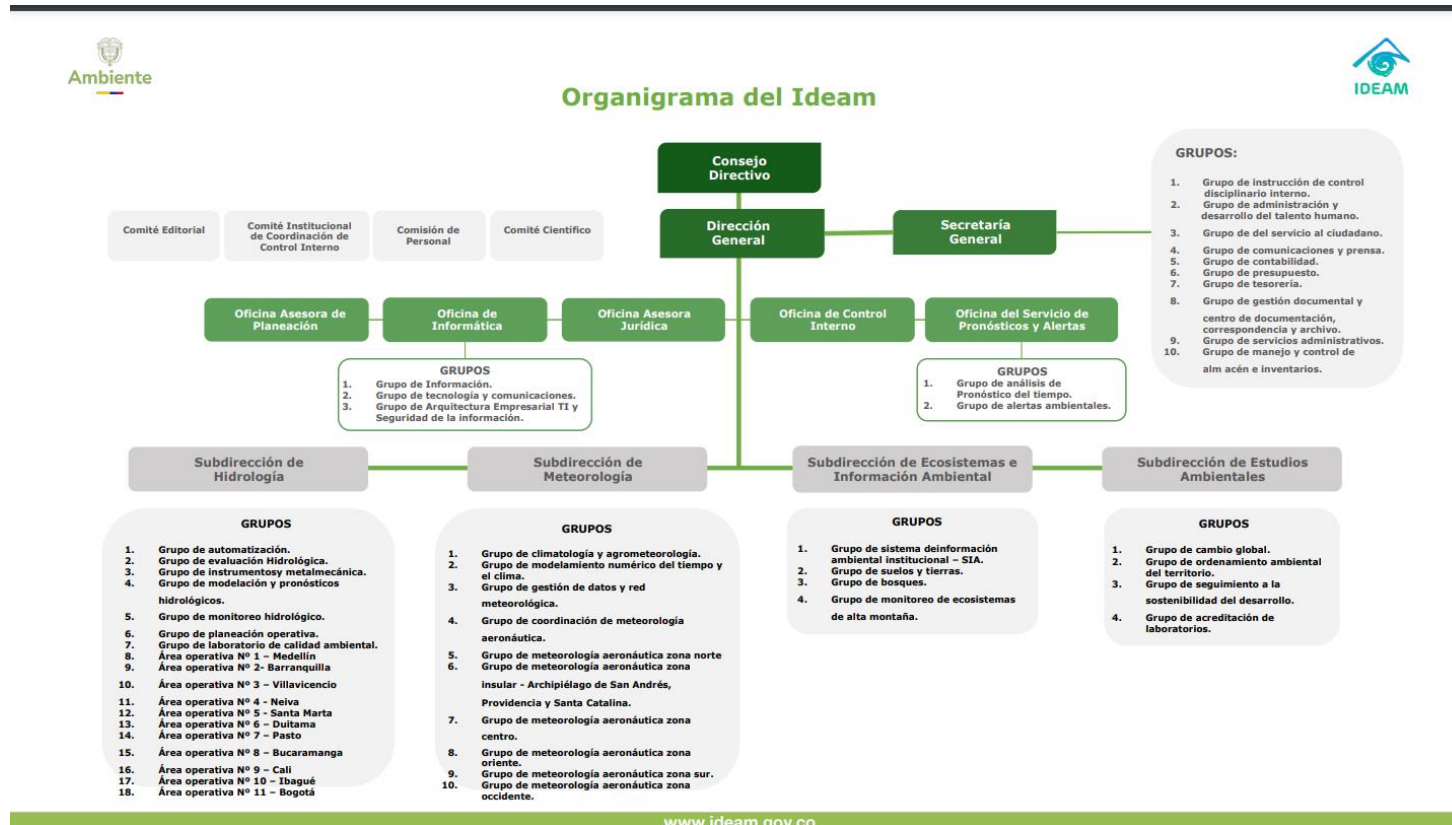 Ambiente
IDEAM
Organigrama del Ideam
Consejo
Directivo
Dirección
General
Secretaría
General
Comité Editorial
Comité Institucional
de Coordinación de
Control Interno
Comisión de
Personal
Comité Científico
GRUPOS:
1. Grupo de instrucción de control
disciplinario interno.
2. Grupo de administración y
desarrollo del talento humano.
3. Grupo de del servicio al ciudadano.
4. Grupo de comunicaciones y prensa.
5. Grupo de contabilidad.
6. Grupo de presupuesto.
7. Grupo de tesorería.
8. Grupo de gestión documental y
centro de documentación,
correspondencia y archivo.
9. Grupo de servicios administrativos.
10. Grupo de manejo y control de
alm acén e inventarios.
Oficina Asesora de
Planeación
Oficina de
Informática
Oficina Asesora
Jurídica
Oficina de Control
Interno
Oficina del Servicio de
Pronósticos y Alertas
GRUPOS
1. Grupo de Información.
2. Grupo de tecnología y comunicaciones.
3. Grupo de Arquitectura Empresarial TI y
Seguridad de la información.
GRUPOS
1. Grupo de análisis de
Pronóstico del tiempo.
2. Grupo de alertas ambientales.
Subdirección de
Hidrología
Subdirección de
Meteorología
Subdirección de Ecosistemas e
Información Ambiental
Subdirección de Estudios
Ambientales
GRUPOS
1. Grupo de automatización.
2. Grupo de evaluación Hidrológica.
3. Grupo de instrumentosy metalmecánica.
4. Grupo de modelación y pronósticos
hidrológicos.
5. Grupo de monitoreo hidrológico.
6. Grupo de planeación operativa.
7. Grupo de laboratorio de calidad ambiental.
8. Área operativa Nº 1 – Medellín
9. Área operativa Nº 2- Barranquilla
10. Área operativa Nº 3 – Villavicencio
11. Área operativa Nº 4 - Neiva
12. Área operativa Nº 5 - Santa Marta
13. Área operativa Nº 6 – Duitama
14. Área operativa Nº 7 – Pasto
15. Área operativa Nº 8 – Bucaramanga
16. Área operativa Nº 9 – Cali
17. Área operativa Nº 10 – Ibagué
18. Área operativa Nº 11 – Bogotá
GRUPOS
1. Grupo de climatología y agrometeorología.
2. Grupo de modelamiento numérico del tiempo y
el clima.
3. Grupo de gestión de datos y red
meteorológica.
4. Grupo de coordinación de meteorología
aeronáutica.
5. Grupo de meteorología aeronáutica zona norte
6. Grupo de meteorología aeronáutica zona
insular - Archipiélago de San Andrés,
Providencia y Santa Catalina.
7. Grupo de meteorología aeronáutica zona
centro.
8. Grupo de meteorología aeronáutica zona
oriente.
9. Grupo de meteorología aeronáutica zona sur.
10. Grupo de meteorología aeronáutica zona
occidente.
GRUPOS
1. Grupo de sistema deinformación
ambiental institucional – SIA.
2. Grupo de suelos y tierras.
3. Grupo de bosques.
4. Grupo de monitoreo de ecosistemas
de alta montaña.
GRUPOS
1. Grupo de cambio global.
2. Grupo de ordenamiento ambiental
del territorio.
3. Grupo de seguimiento a la
sostenibilidad del desarrollo.
4. Grupo de acreditación de
laboratorios.
www.ideam.gov.co